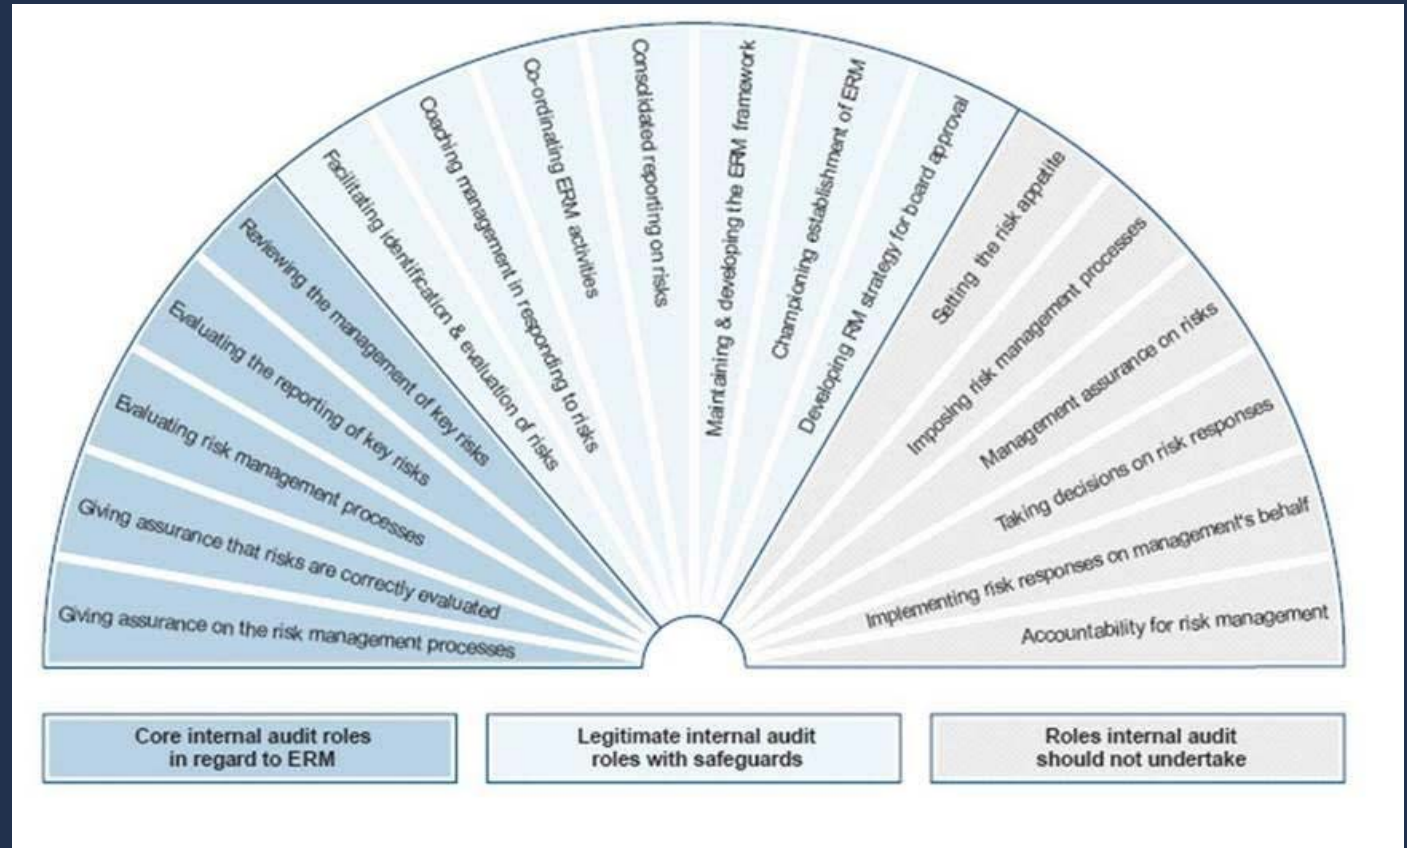 Giving assurance on the risk management processes
Giving assurance that risks are correctly evaluated
Evaluating risk management processes
Evaluating the reporting of key risks
Reviewing the management of key risks
Facilitating identification & evaluation of risks
Coaching management in responding to risks
Co-ordinating ERM activities
Consolidated reporting on risks
Maintaining & developing the ERM framework
Championing establishment of ERM
Developing RM strategy for board approval
Setting the risk appetite
Imposing risk management processes
Management assurance on risks
Taking decisions on risk responses
Implementing risk responses on management's behalf
Accountability for risk management
Core internal audit roles
in regard to ERM
Legitimate internal audit
roles with safeguards
Roles internal audit
should not undertake